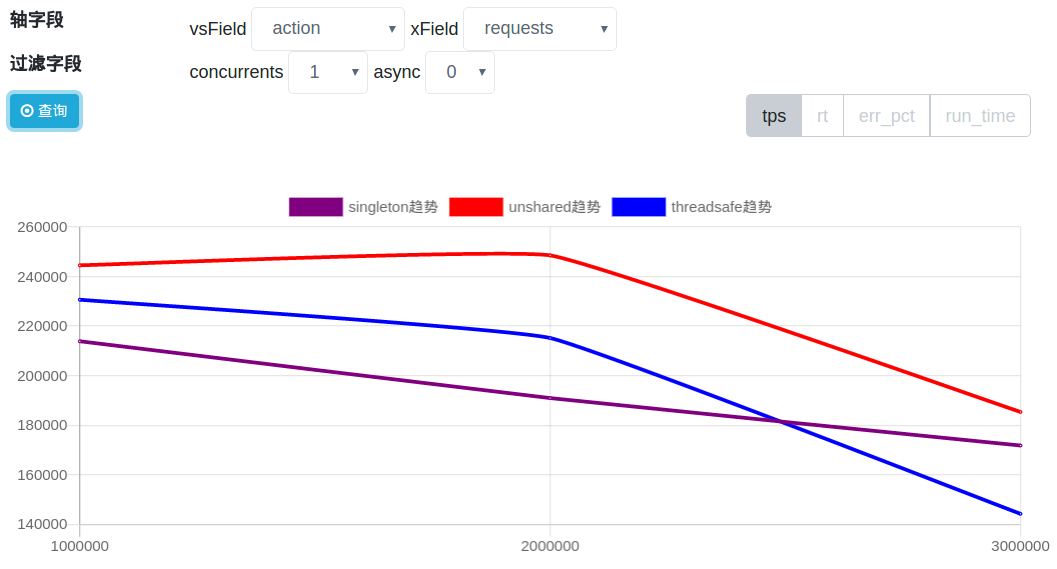 轴字段
vsField action ▼ xField requests ▼
过滤字段
concurrents 1 ▼ async 0 ▼
查询
tps rt err_pct run_time
singleton趋势 unshared趋势 threadsafe趋势
260000
240000
220000
200000
180000
160000
140000
1000000 2000000 3000000